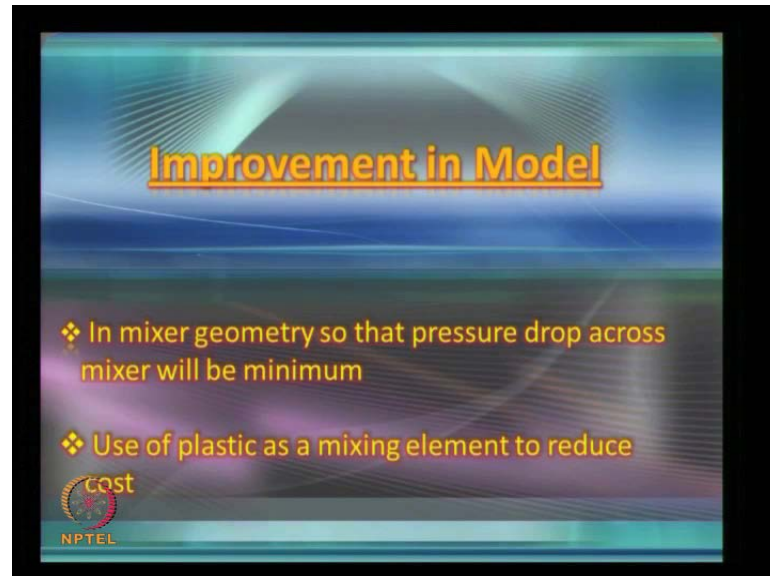 Improvement in Model
❖ In mixer geometry so that pressure drop across
mixer will be minimum
❖ Use of plastic as a mixing element to reduce
cost
NPTEL